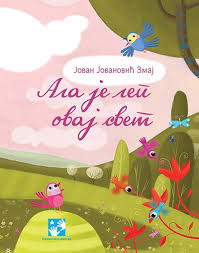 Јован Јовановић Змај
Ала је леп
овај свет